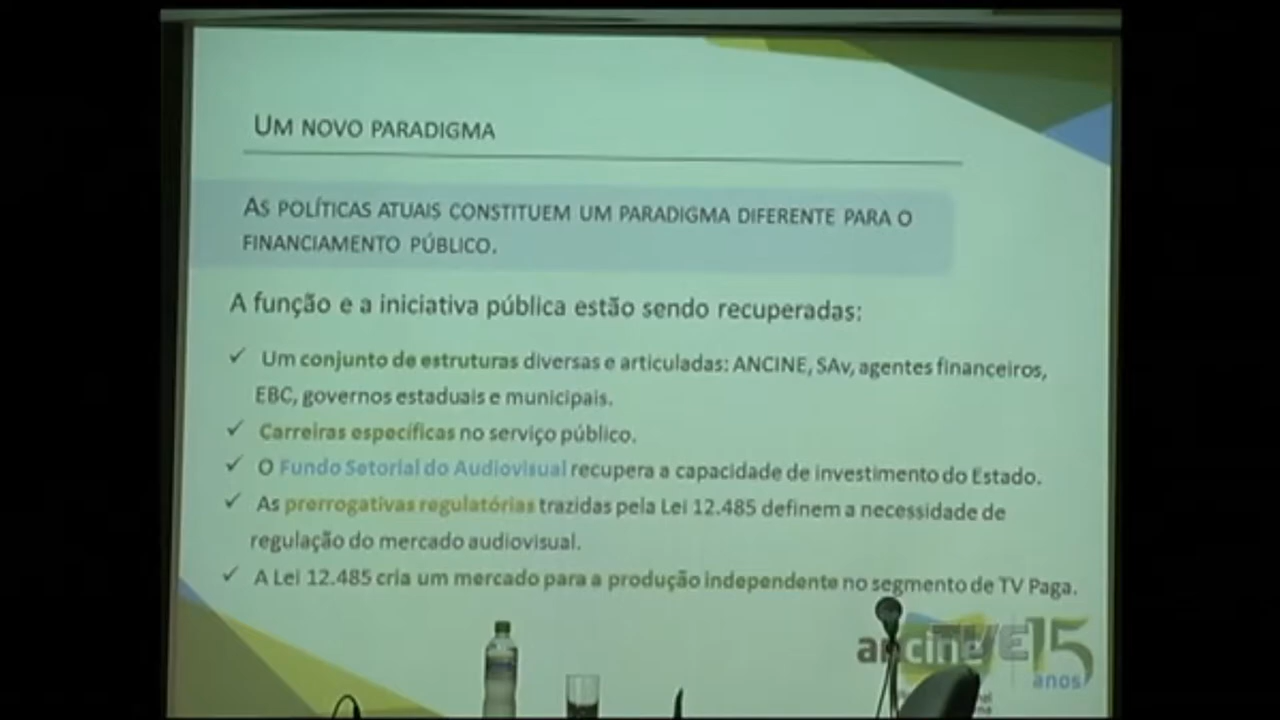 UM NOVO PARADIGMA
AS POLÍTICAS ATUAIS CONSTITUEM UM PARADIGMA DIFERENTE PARA O
FINANCIAMENTO PÚBLICO.
A função e a iniciativa pública estão sendo recuperadas:
✓ Um conjunto de estruturas diversas e articuladas: ANCINE, SAv, agentes financeiros,
EBC, governos estaduais e municipais.
✓ Carreiras específicas no serviço público.
✓ O Fundo Setorial do Audiovisual recupera a capacidade de investimento do Estado.
✓ As prerrogativas regulatórias trazidas pela Lei 12.485 definem a necessidade de
regulação do mercado audiovisual.
✓ A Lei 12.485 cria um mercado para a produção independente no segmento de TV Paga.
ancine 15
anos